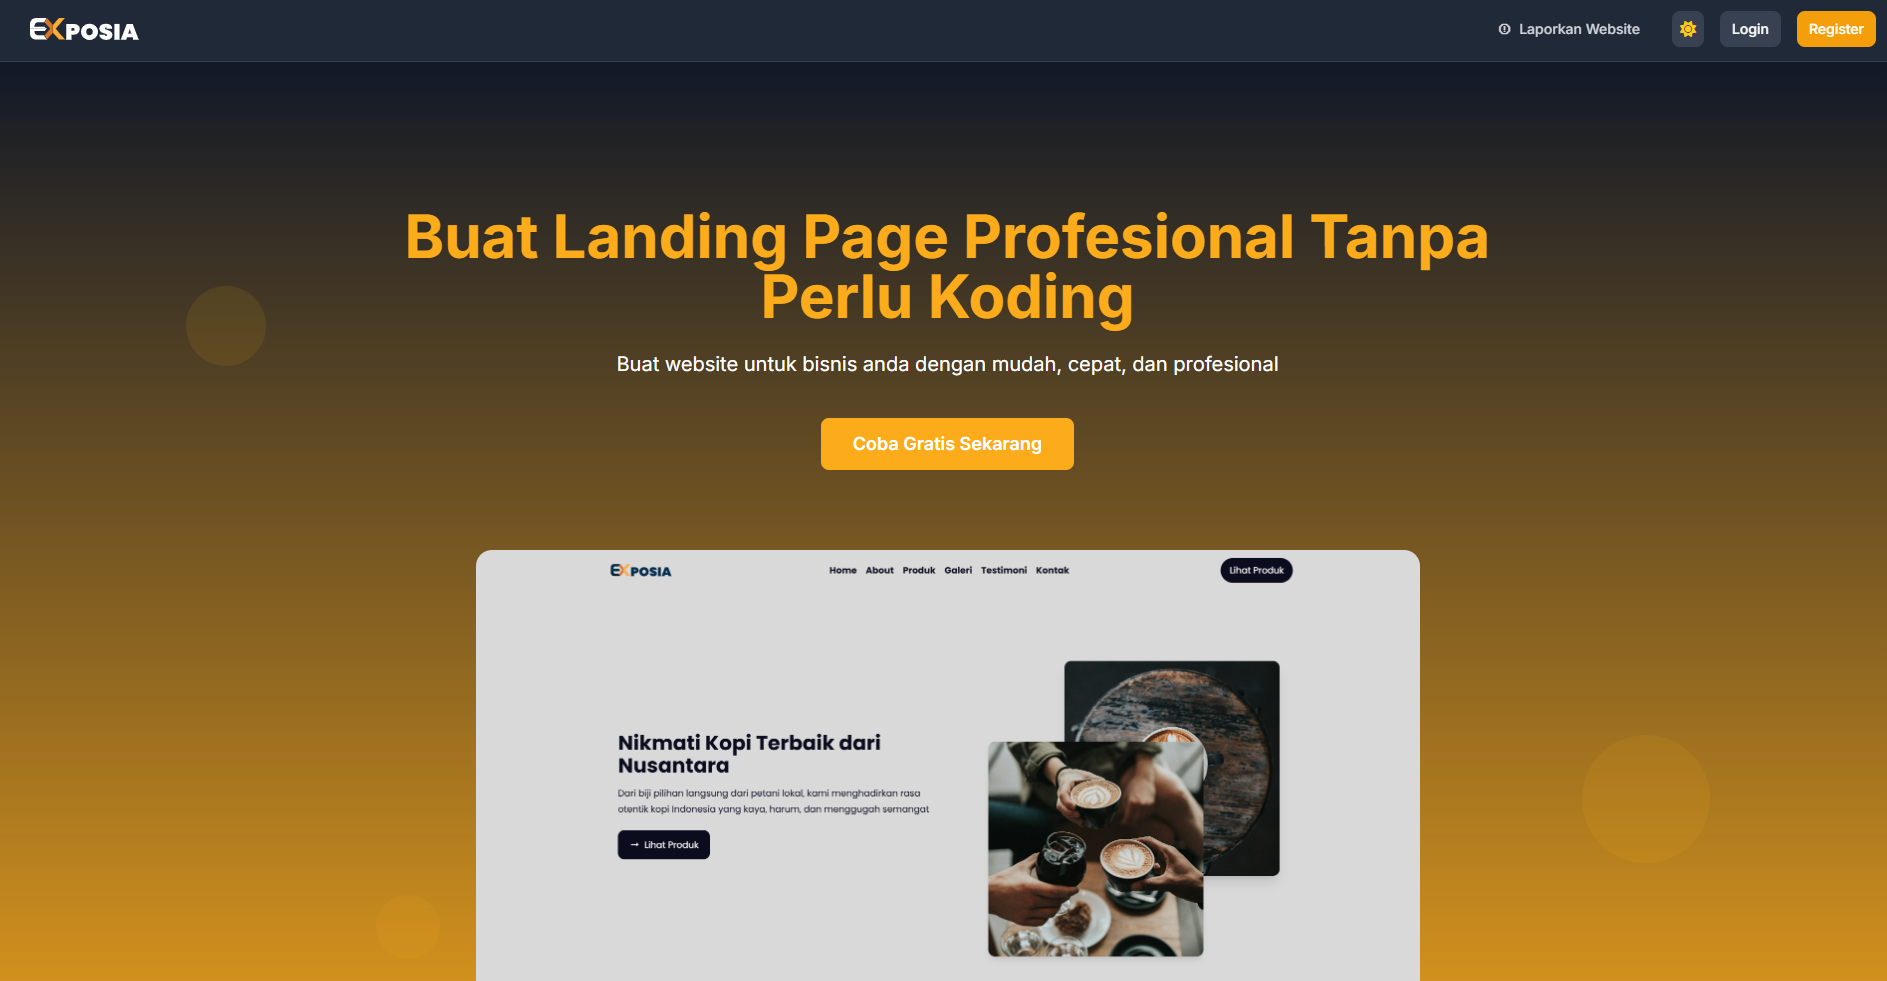 EXPOSIA
Laporkan Website
Login
Register
Buat Landing Page Profesional Tanpa
Perlu Koding
Buat website untuk bisnis anda dengan mudah, cepat, dan profesional
Coba Gratis Sekarang
EXPOSIA
Home About Produk Galeri Testimoni Kontak
Lihat Produk
Nikmati Kopi Terbaik dari
Nusantara
Dari biji pilihan langsung dari petani lokal, kami menghadirkan rasa
otentik kopi Indonesia yang kaya, harum, dan menggugah semangat
→ Lihat Produk